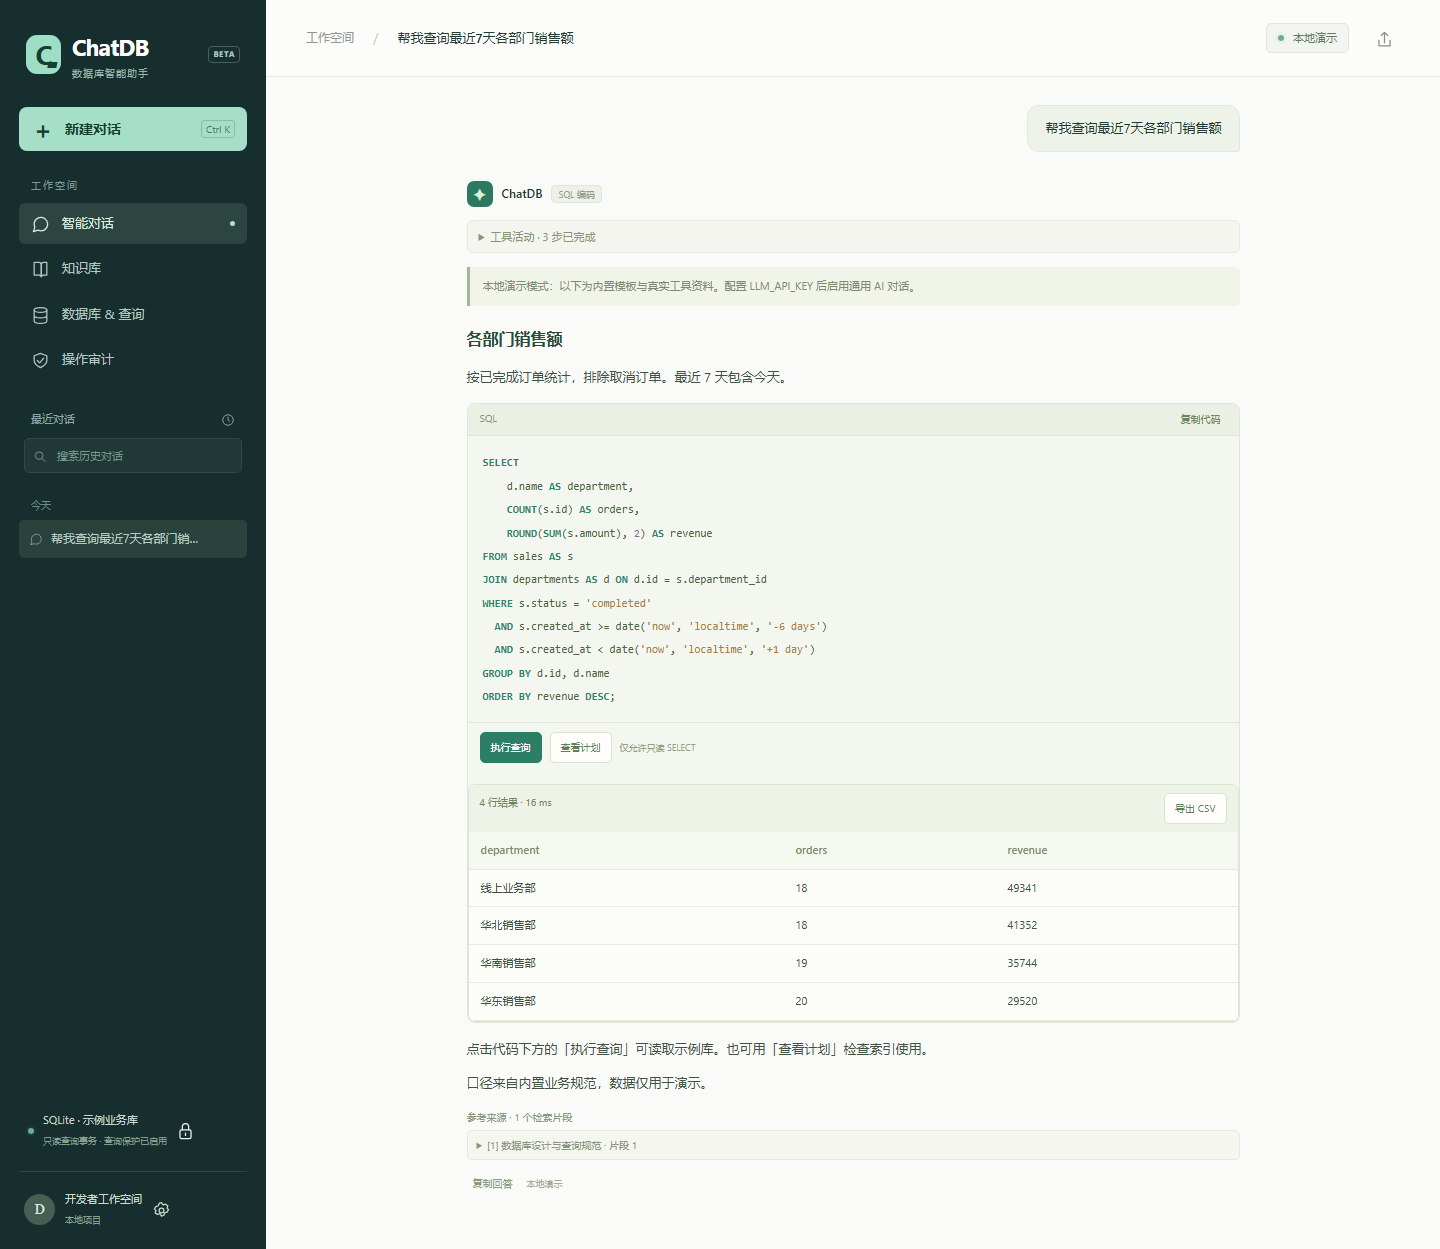 ChatDB
数据库智能助手
BETA
新建对话
Ctrl K
工作空间
智能对话
知识库
数据库 & 查询
操作审计
最近对话
搜索历史对话
今天
帮我查询最近7天各部门销...
SQLite · 示例业务库
只读查询事务 · 查询保护已启用
D
开发者工作空间
本地项目
工作空间 / 帮我查询最近7天各部门销售额
本地演示
帮我查询最近7天各部门销售额
ChatDB
SQL 编码
▶ 工具活动 · 3 步已完成
本地演示模式：以下为内置模板与真实工具资料。配置 LLM_API_KEY 后启用通用 AI 对话。
各部门销售额
按已完成订单统计，排除取消订单。最近 7 天包含今天。
SQL
复制代码
SELECT
    d.name AS department,
    COUNT(s.id) AS orders,
    ROUND(SUM(s.amount), 2) AS revenue
FROM sales AS s
JOIN departments AS d ON d.id = s.department_id
WHERE s.status = 'completed'
  AND s.created_at >= date('now', 'localtime', '-6 days')
  AND s.created_at < date('now', 'localtime', '+1 day')
GROUP BY d.id, d.name
ORDER BY revenue DESC;
执行查询
查看计划
仅允许只读 SELECT
4 行结果 · 16 ms
导出 CSV
department orders revenue
线上业务部 18 49341
华北销售部 18 41352
华南销售部 19 35744
华东销售部 20 29520
点击代码下方的「执行查询」可读取示例库。也可用「查看计划」检查索引使用。
口径来自内置业务规范，数据仅用于演示。
参考来源 · 1 个检索片段
▶ [1] 数据库设计与查询规范 · 片段 1
复制回答
本地演示